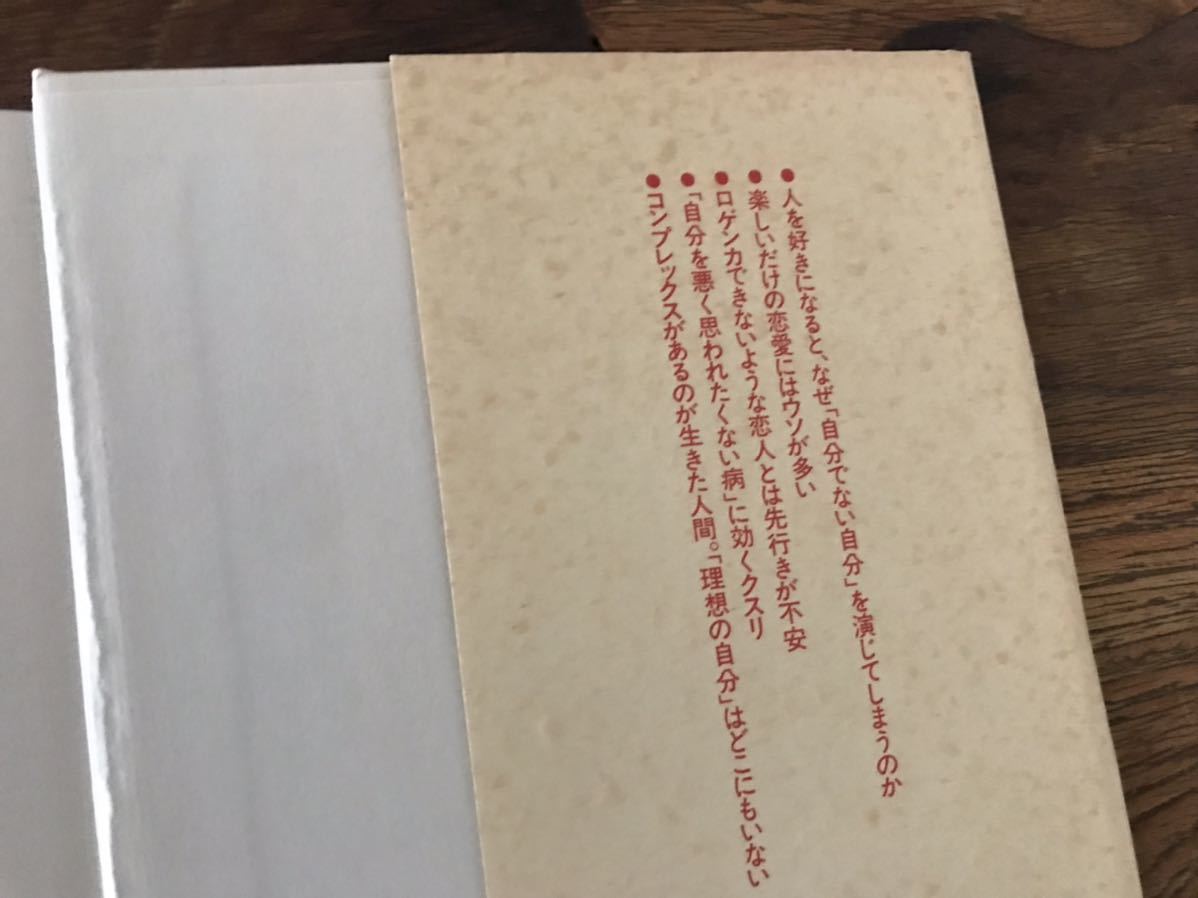 ●人を好きになると、なぜ「自分でない自分」を演じてしまうのか
●楽しいだけの恋愛にはウソが多い
●口ゲンカできないような恋人とは先行きが不安
●「自分を悪く思われたくない病」に効くクスリ
●コンプレックスがあるのが生きた人間。「理想の自分」はどこにもいない